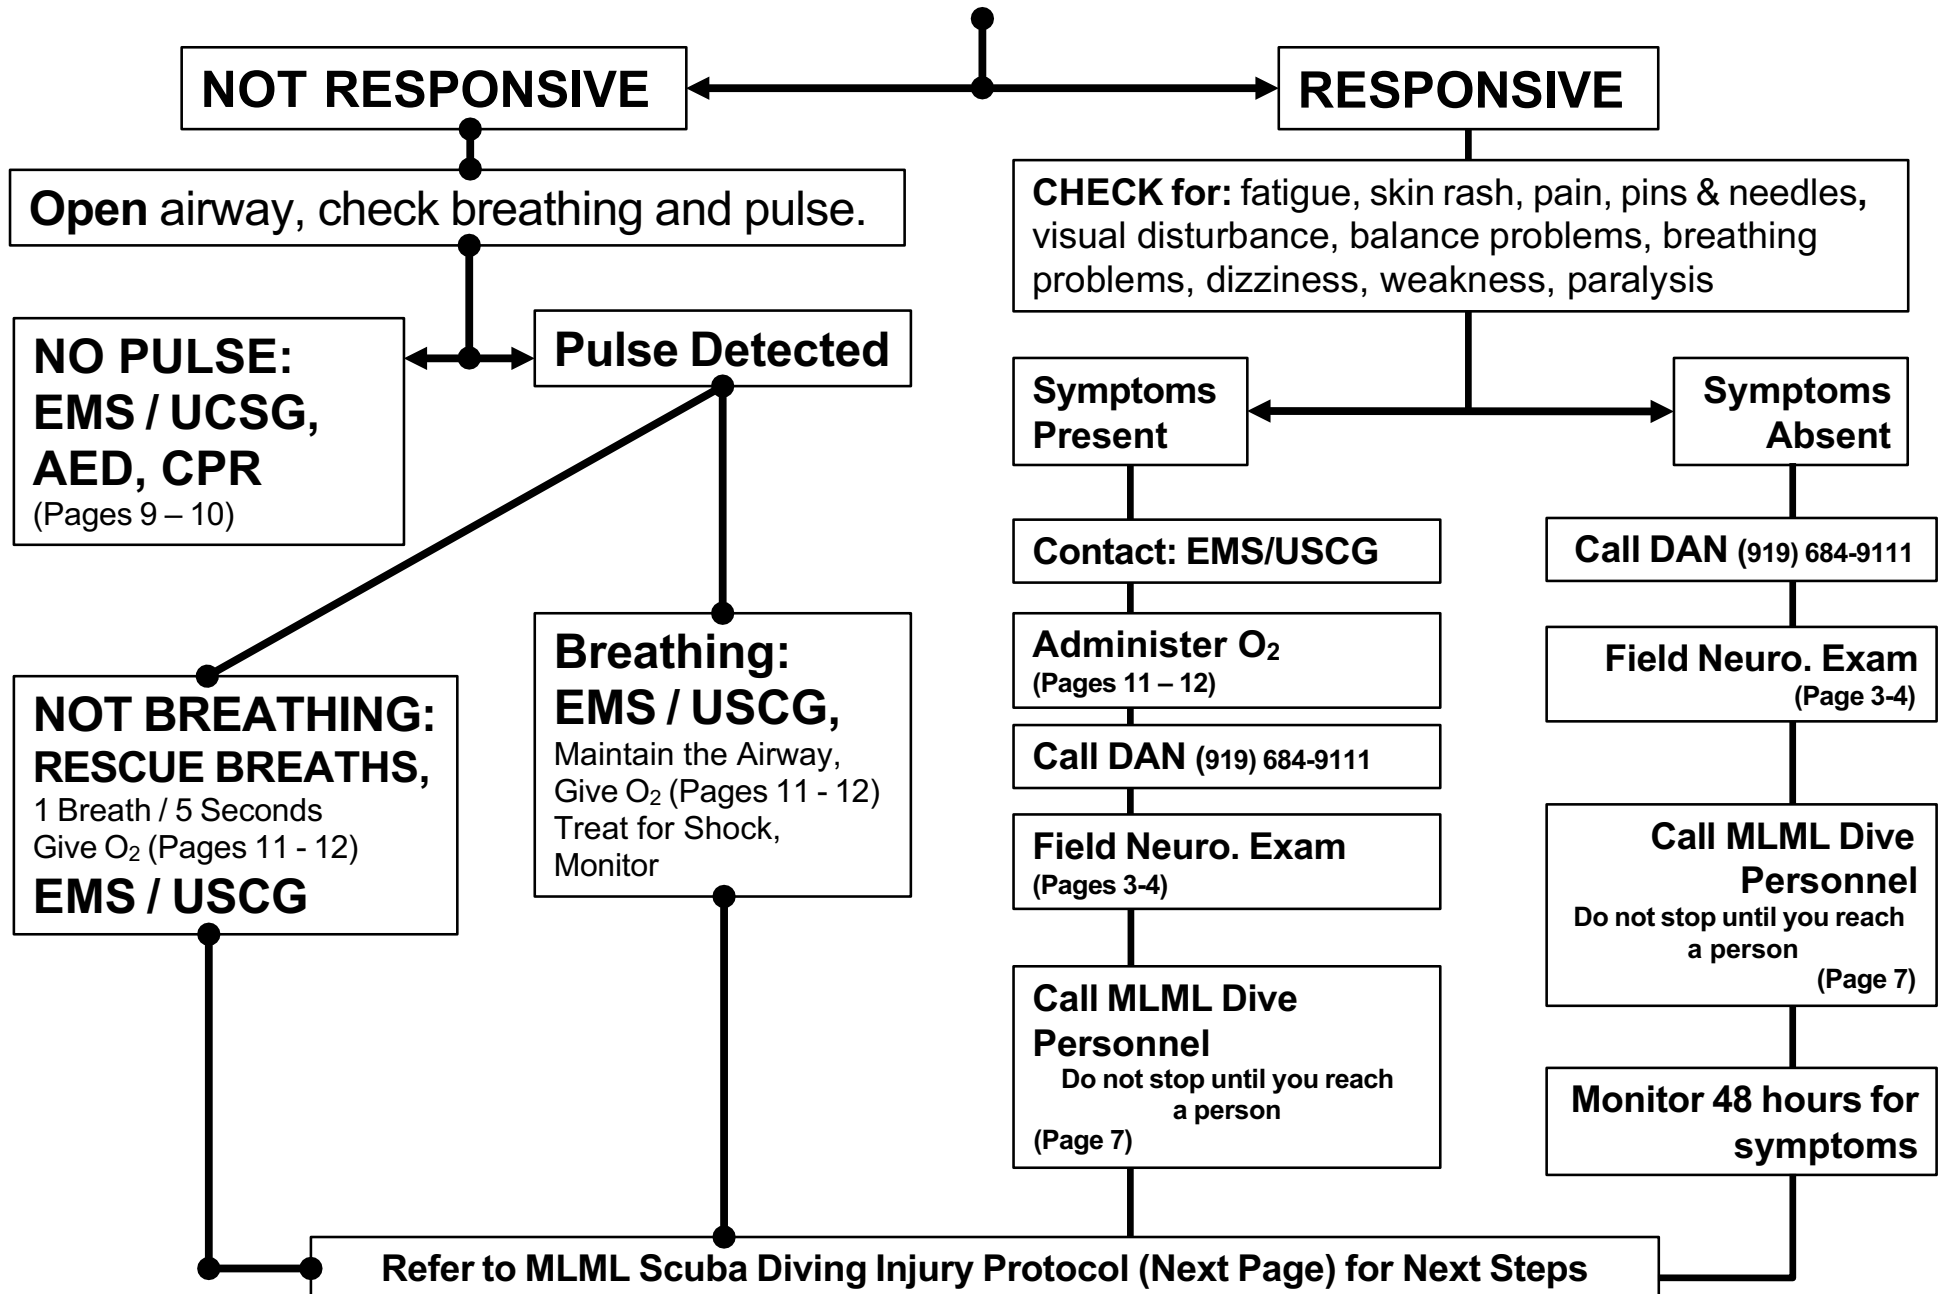 NOT RESPONSIVE
Open airway, check breathing and pulse.
NO PULSE:
EMS / UCSG,
AED, CPR
(Pages 9 – 10)
Pulse Detected
NOT BREATHING:
RESCUE BREATHS,
1 Breath / 5 Seconds
Give O₂ (Pages 11 - 12)
EMS / USCG
Breathing:
EMS / USCG,
Maintain the Airway,
Give O₂ (Pages 11 - 12)
Treat for Shock,
Monitor
RESPONSIVE
CHECK for: fatigue, skin rash, pain, pins & needles,
visual disturbance, balance problems, breathing
problems, dizziness, weakness, paralysis
Symptoms
Present
Contact: EMS/USCG
Administer O₂
(Pages 11 – 12)
Call DAN (919) 684-9111
Field Neuro. Exam
(Pages 3-4)
Call MLML Dive
Personnel
Do not stop until you reach
a person
(Page 7)
Symptoms
Absent
Call DAN (919) 684-9111
Field Neuro. Exam
(Page 3-4)
Call MLML Dive
Personnel
Do not stop until you reach
a person
(Page 7)
Monitor 48 hours for
symptoms
Refer to MLML Scuba Diving Injury Protocol (Next Page) for Next Steps